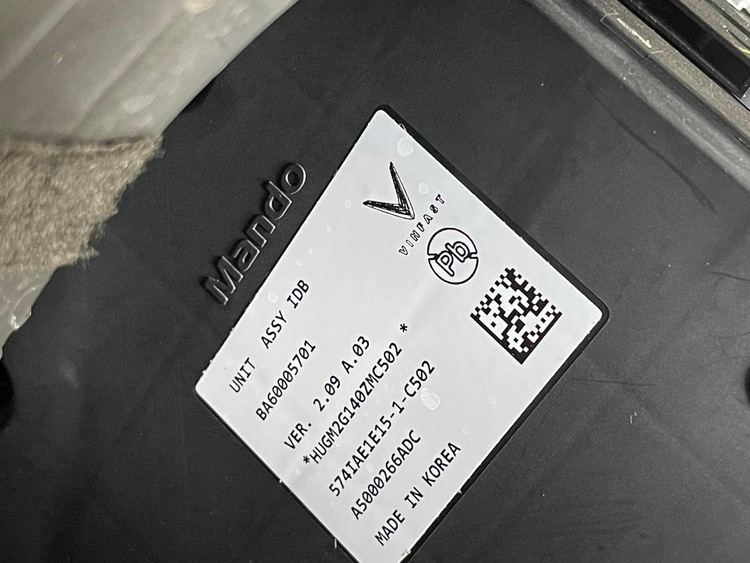 Mando
VINFAST
Pb
UNIT ASSY IDB
BA60005701
VER. 2.09 A.03
*HUGM2G140ZMC502 *
574IAE1E15-1-C502
A5000266ADC
MADE IN KOREA